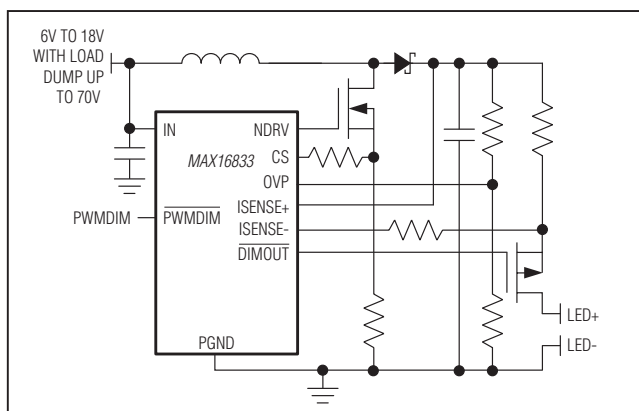 6V TO 18V
WITH LOAD
DUMP UP
TO 70V
IN
NDRV
MAX16833
CS
OVP
ISENSE+
PWMDIM
PWMDIM
ISENSE-
DIMOUT
LED+
PGND
LED-